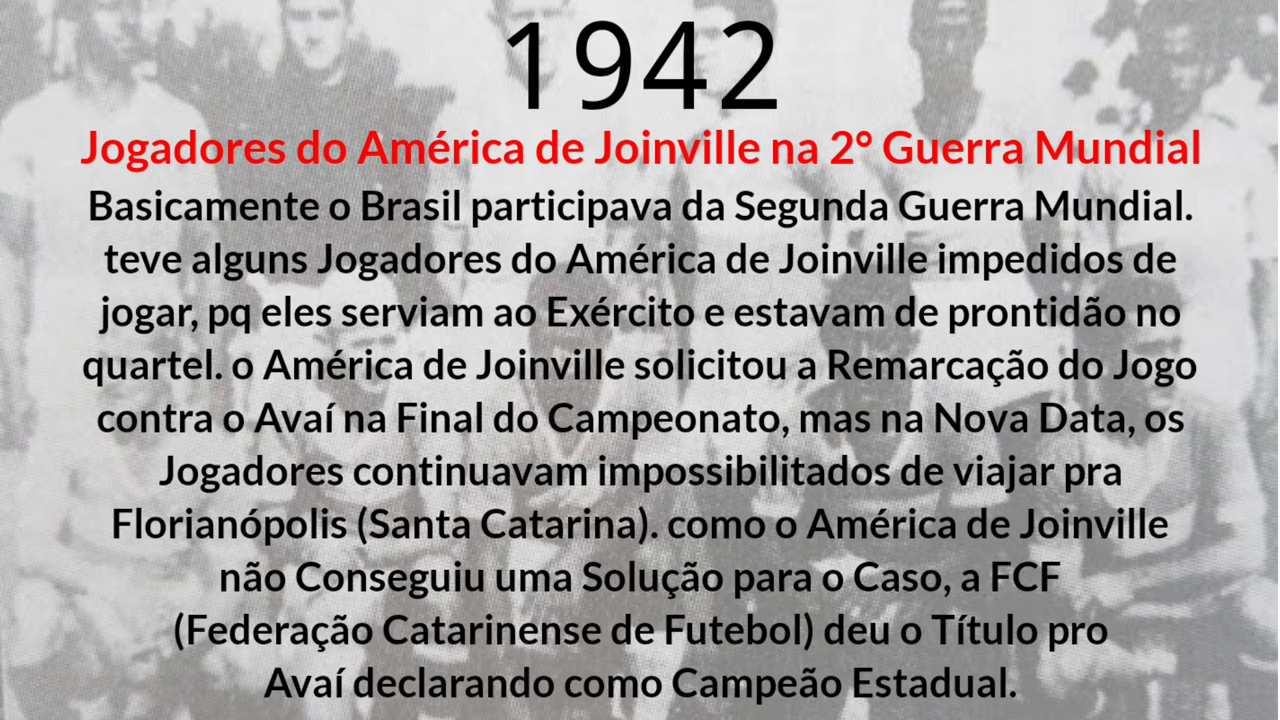 1942
Jogadores do América de Joinville na 2° Guerra Mundial
Basicamente o Brasil participava da Segunda Guerra Mundial.
teve alguns Jogadores do América de Joinville impedidos de
jogar, pq eles serviam ao Exército e estavam de prontidão no
quartel. o América de Joinville solicitou a Remarcação do Jogo
contra o Avaí na Final do Campeonato, mas na Nova Data, os
Jogadores continuavam impossibilitados de viajar pra
Florianópolis (Santa Catarina). como o América de Joinville
não Conseguiu uma Solução para o Caso, a FCF
(Federação Catarinense de Futebol) deu o Título pro
Avaí declarando como Campeão Estadual.